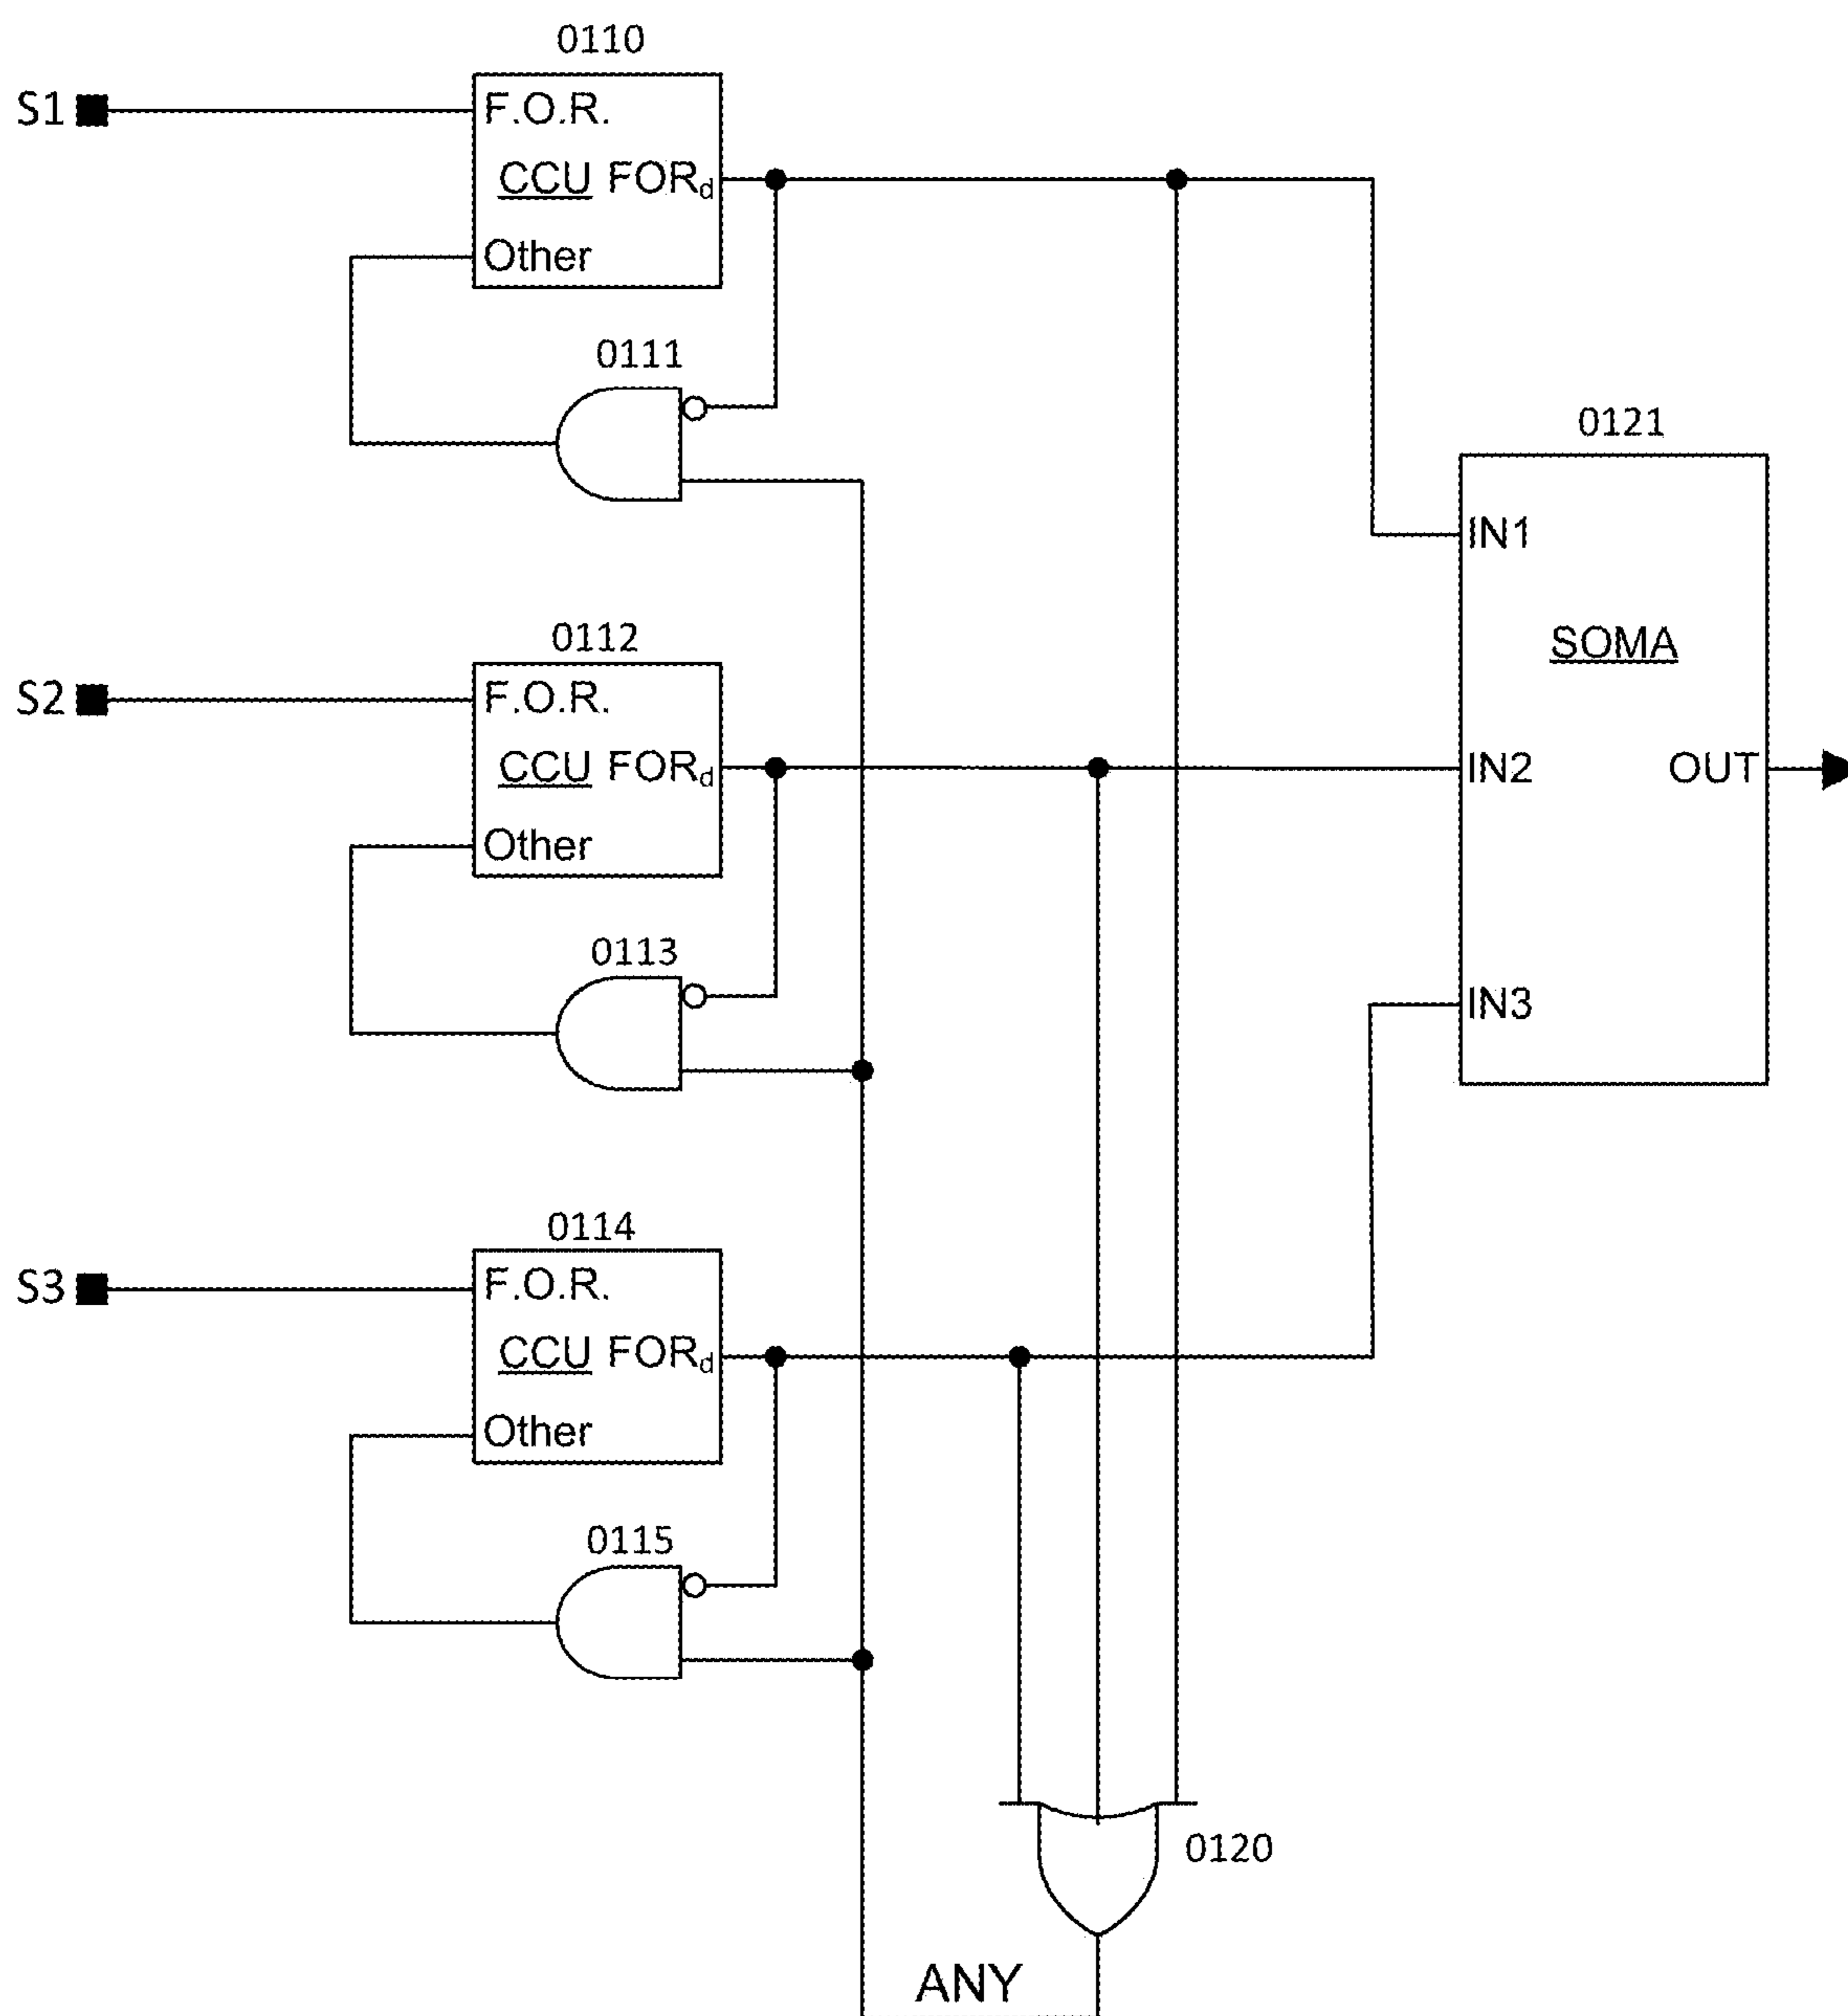 0110
S1
F.O.R.
CCU FORd
Other
0111
0121
IN1
SOMA
0112
S2
F.O.R.
CCU FORd
IN2
OUT
Other
0113
IN3
0114
S3
F.O.R.
CCU FORd
Other
0115
0120
ANY